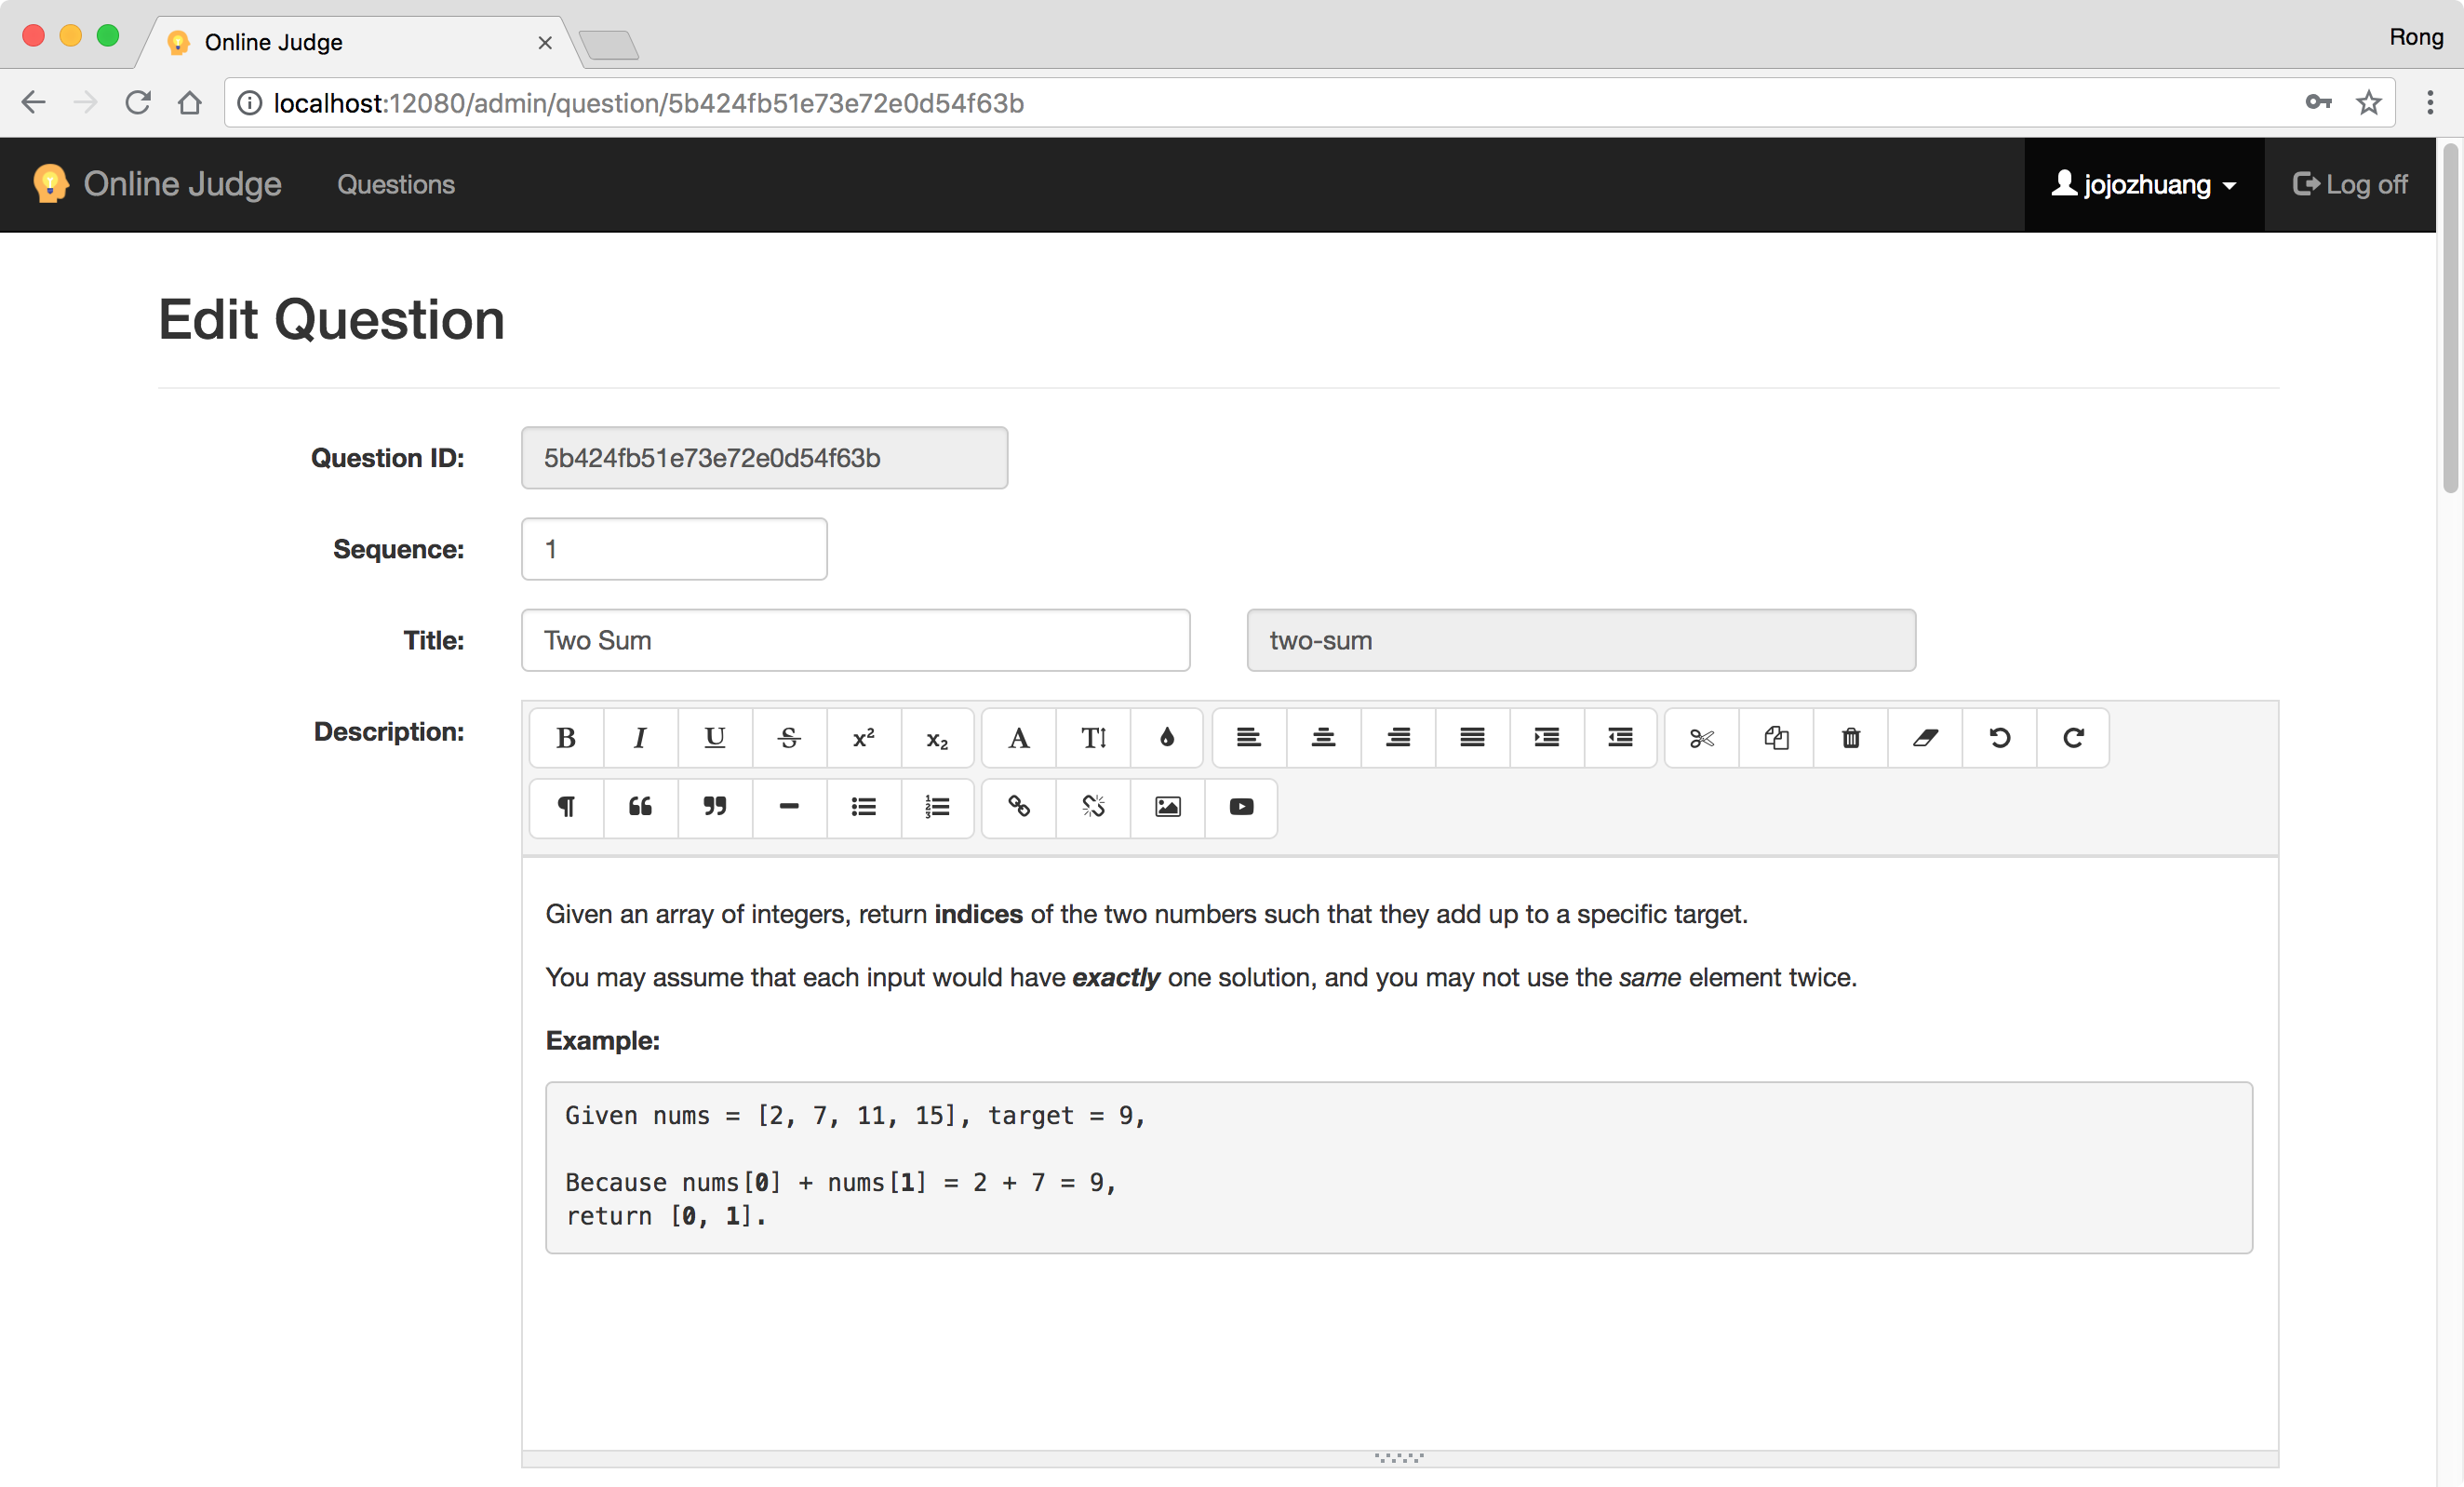 Online Judge
Rong
localhost:12080/admin/question/5b424fb51e73e72e0d54f63b
Online Judge Questions jojozhuang Log off
Edit Question
Question ID: 5b424fb51e73e72e0d54f63b
Sequence: 1
Title: Two Sum two-sum
Description:
Given an array of integers, return indices of the two numbers such that they add up to a specific target.
You may assume that each input would have exactly one solution, and you may not use the same element twice.
Example:
Given nums = [2, 7, 11, 15], target = 9,
Because nums[0] + nums[1] = 2 + 7 = 9,
return [0, 1].